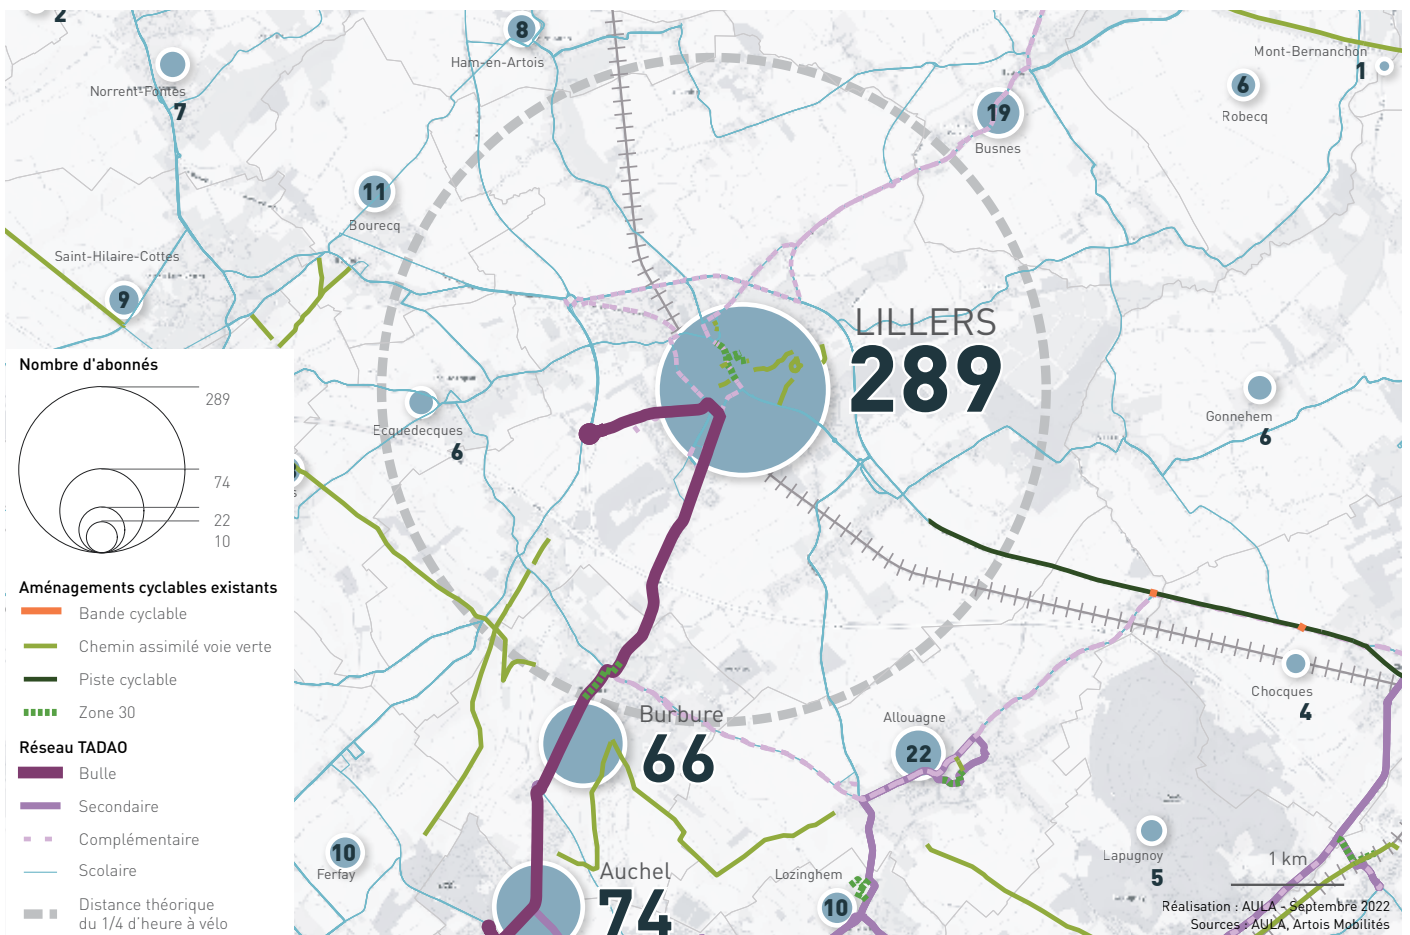 2
Norrent-Fontes
7
8
Ham-en-Artois
Mont-Bernanchon
1
6
Robecq
19
Busnes
11
Bourecq
Saint-Hilaire-Cottes
9
LILLERS
289
Ecquedecques
6
Gonnehem
6
Nombre d'abonnés
289
74
22
10
Aménagements cyclables existants
Bande cyclable
Chemin assimilé voie verte
Piste cyclable
Zone 30
Réseau TADAO
Bulle
Secondaire
Complémentaire
Scolaire
Distance théorique
du 1/4 d'heure à vélo
Chocques
4
Burbure
66
Allouagne
22
10
Ferfay
Auchel
74
Lozinghem
10
Lapugnoy
5
1 km
Réalisation : AULA - Septembre 2022
Sources : AULA, Artois Mobilités